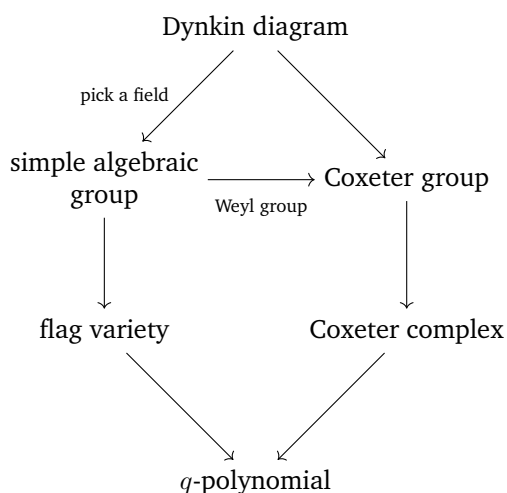 Dynkin diagram
pick a field
simple algebraic
group
Weyl group
Coxeter group
flag variety
Coxeter complex
q-polynomial